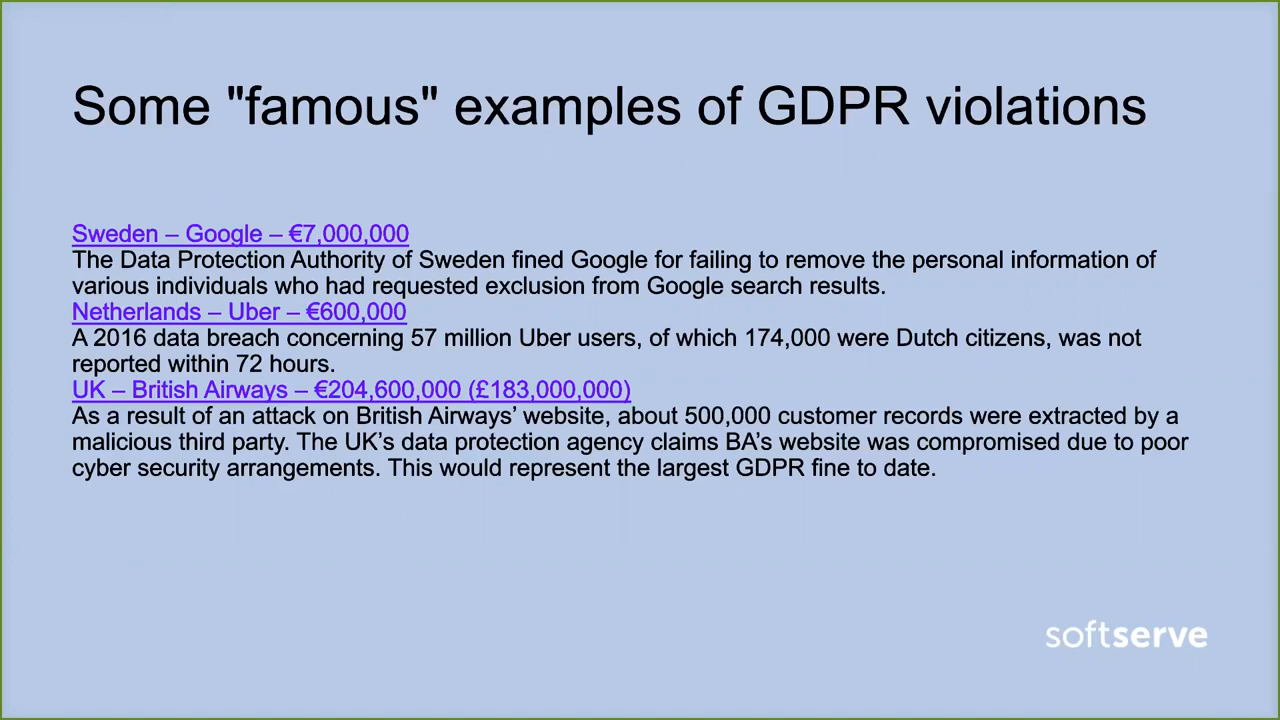 Some "famous" examples of GDPR violations
Sweden – Google – €7,000,000
The Data Protection Authority of Sweden fined Google for failing to remove the personal information of
various individuals who had requested exclusion from Google search results.
Netherlands – Uber – €600,000
A 2016 data breach concerning 57 million Uber users, of which 174,000 were Dutch citizens, was not
reported within 72 hours.
UK – British Airways – €204,600,000 (£183,000,000)
As a result of an attack on British Airways’ website, about 500,000 customer records were extracted by a
malicious third party. The UK’s data protection agency claims BA’s website was compromised due to poor
cyber security arrangements. This would represent the largest GDPR fine to date.
softserve